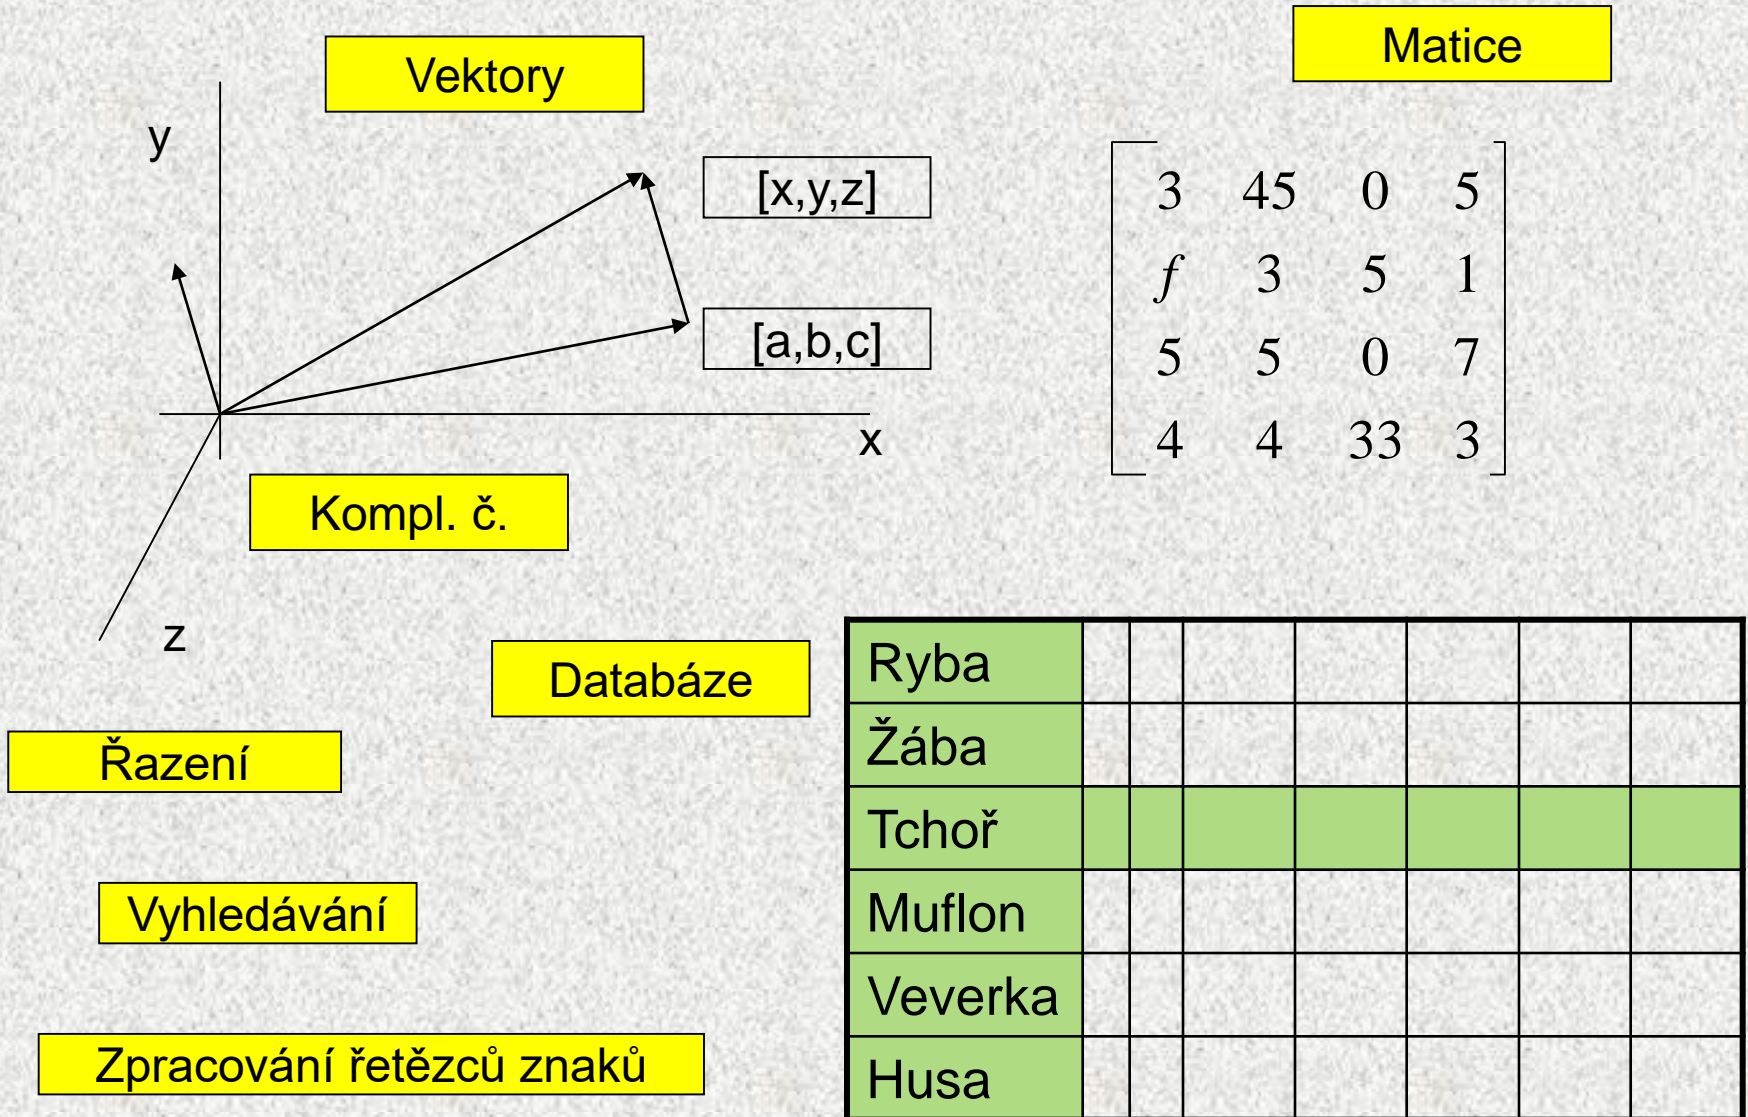 Vektory
Matice
y
[x,y,z]
[a,b,c]
x
3 45 0 5
f 3 5 1
5 5 0 7
4 4 33 3
Kompl. č.
z
Databáze
Řazení
Vyhledávání
Zpracování řetězců znaků
Ryba
Žába
Tchoř
Muflon
Veverka
Husa